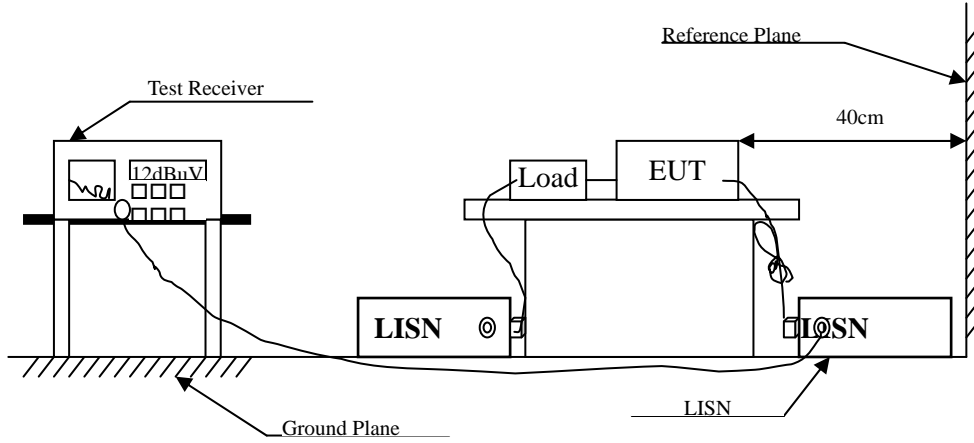 Reference Plane
Test Receiver
40cm
12dBuV
Load
EUT
LISN
LISN
LISN
Ground Plane